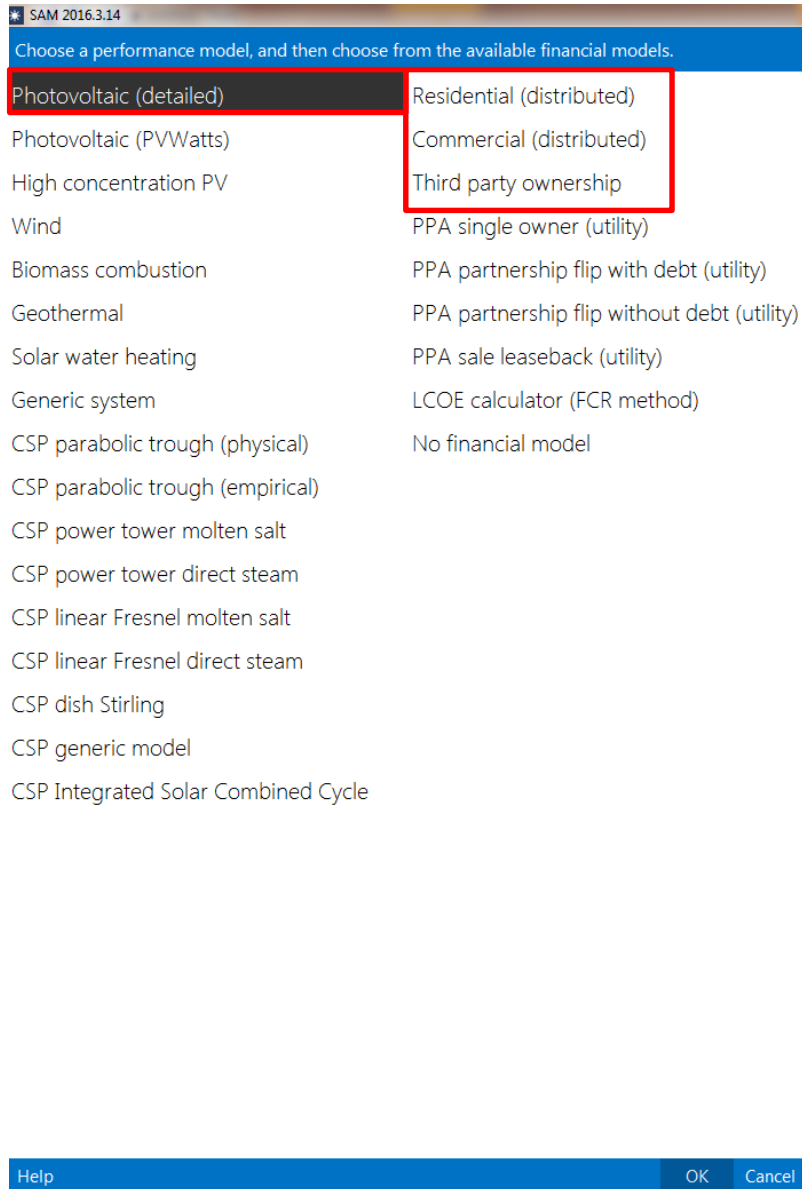 SAM 2016.3.14
Choose a performance model, and then choose from the available financial models.
Photovoltaic (detailed)
Photovoltaic (PVWatts)
High concentration PV
Wind
Biomass combustion
Geothermal
Solar water heating
Generic system
CSP parabolic trough (physical)
CSP parabolic trough (empirical)
CSP power tower molten salt
CSP power tower direct steam
CSP linear Fresnel molten salt
CSP linear Fresnel direct steam
CSP dish Stirling
CSP generic model
CSP Integrated Solar Combined Cycle
Residential (distributed)
Commercial (distributed)
Third party ownership
PPA single owner (utility)
PPA partnership flip with debt (utility)
PPA partnership flip without debt (utility)
PPA sale leaseback (utility)
LCOE calculator (FCR method)
No financial model
Help
OK
Cancel